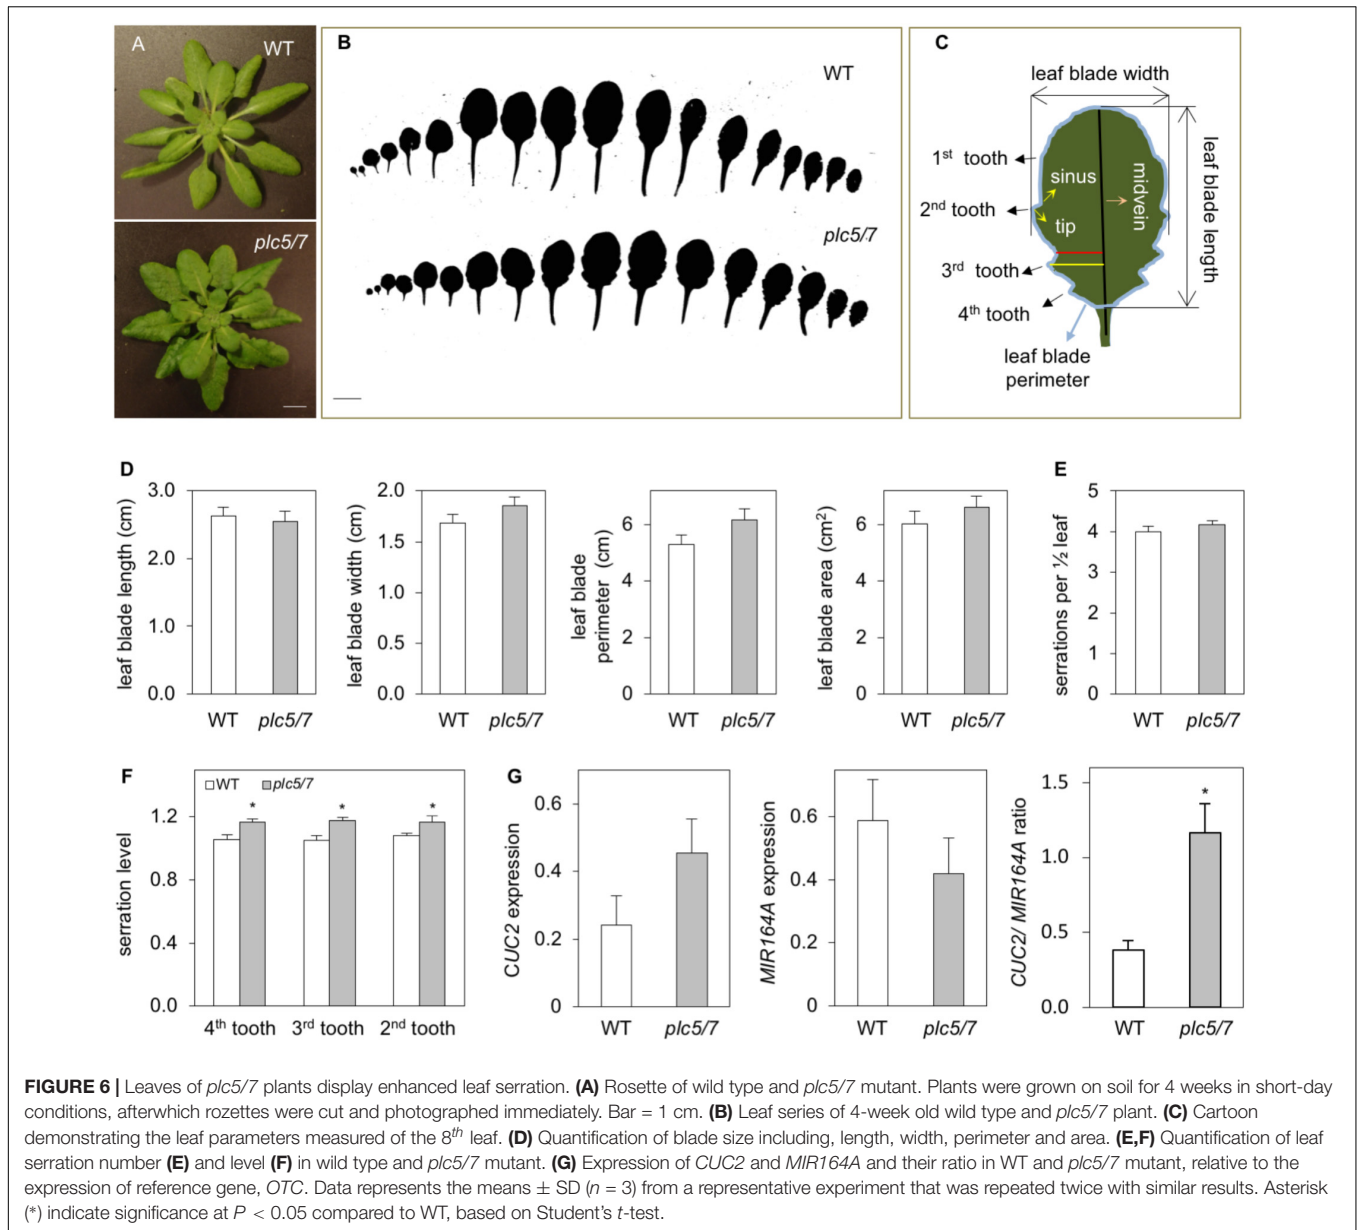 A
WT
plc5/7
B
WT
plc5/7
C
leaf blade width
1st tooth
sinus
2nd tooth
tip
midvein
leaf blade length
3rd tooth
4th tooth
leaf blade
perimeter
D
leaf blade length (cm)
3.0
2.0
1.0
0.0
WT plc5/7
leaf blade width (cm)
2.0
1.5
1.0
0.5
0.0
WT plc5/7
leaf blade
perimeter (cm)
6
4
2
0
WT plc5/7
leaf blade area (cm2)
6
4
2
0
WT plc5/7
E
serrations per ½ leaf
5
4
3
2
1
0
WT plc5/7
F
WT plc5/7
serration level
1.2
0.8
0.4
0.0
* * *
4th tooth 3rd tooth 2nd tooth
G
CUC2 expression
0.6
0.4
0.2
0
WT plc5/7
MIR164A expression
0.6
0.4
0.2
0
WT plc5/7
CUC2/ MIR164A ratio
1.5
1.0
0.5
0.0
*
WT plc5/7
FIGURE 6 | Leaves of plc5/7 plants display enhanced leaf serration. (A) Rosette of wild type and plc5/7 mutant. Plants were grown on soil for 4 weeks in short-day
conditions, afterwhich rozettes were cut and photographed immediately. Bar = 1 cm. (B) Leaf series of 4-week old wild type and plc5/7 plant. (C) Cartoon
demonstrating the leaf parameters measured of the 8th leaf. (D) Quantification of blade size including, length, width, perimeter and area. (E,F) Quantification of leaf
serration number (E) and level (F) in wild type and plc5/7 mutant. (G) Expression of CUC2 and MIR164A and their ratio in WT and plc5/7 mutant, relative to the
expression of reference gene, OTC. Data represents the means ± SD (n = 3) from a representative experiment that was repeated twice with similar results. Asterisk
(*) indicate significance at P < 0.05 compared to WT, based on Student's t-test.